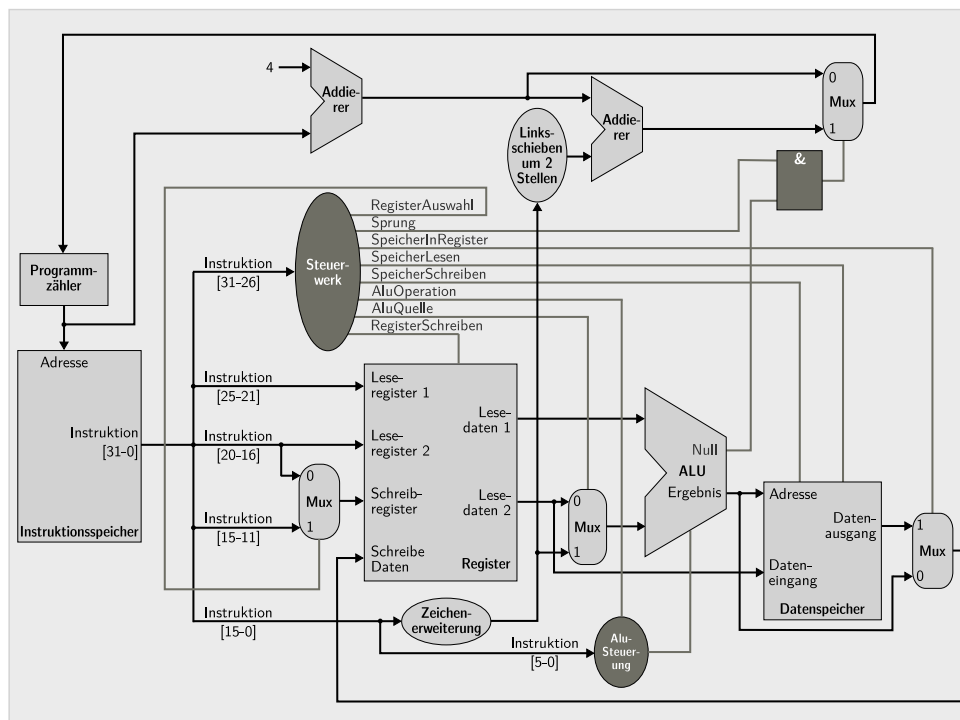 4
Addie-
rer
Links-
schieben
um 2
Stellen
Addie-
rer
0
Mux
1
&
RegisterAuswahl
Sprung
SpeicherInRegister
SpeicherLesen
SpeicherSchreiben
AluOperation
AluQuelle
RegisterSchreiben
Steuer-
werk
Programm-
zähler
Instruktion
[31-26]
Adresse
Instruktion
[31-0]
Instruktionsspeicher
Instruktion
[25-21]
Instruktion
[20-16]
0
Mux
1
Instruktion
[15-11]
Lese-
register 1
Lese-
register 2
Schreib-
register
Schreibe
Daten
Lese-
daten 1
Lese-
daten 2
Register
0
Mux
1
Null
ALU
Ergebnis
Adresse
Daten-
ausgang
Daten-
eingang
Datenspeicher
1
Mux
0
Instruktion
[15-0]
Zeichen-
erweiterung
Instruktion
[5-0]
Alu-
Steuer-
ung